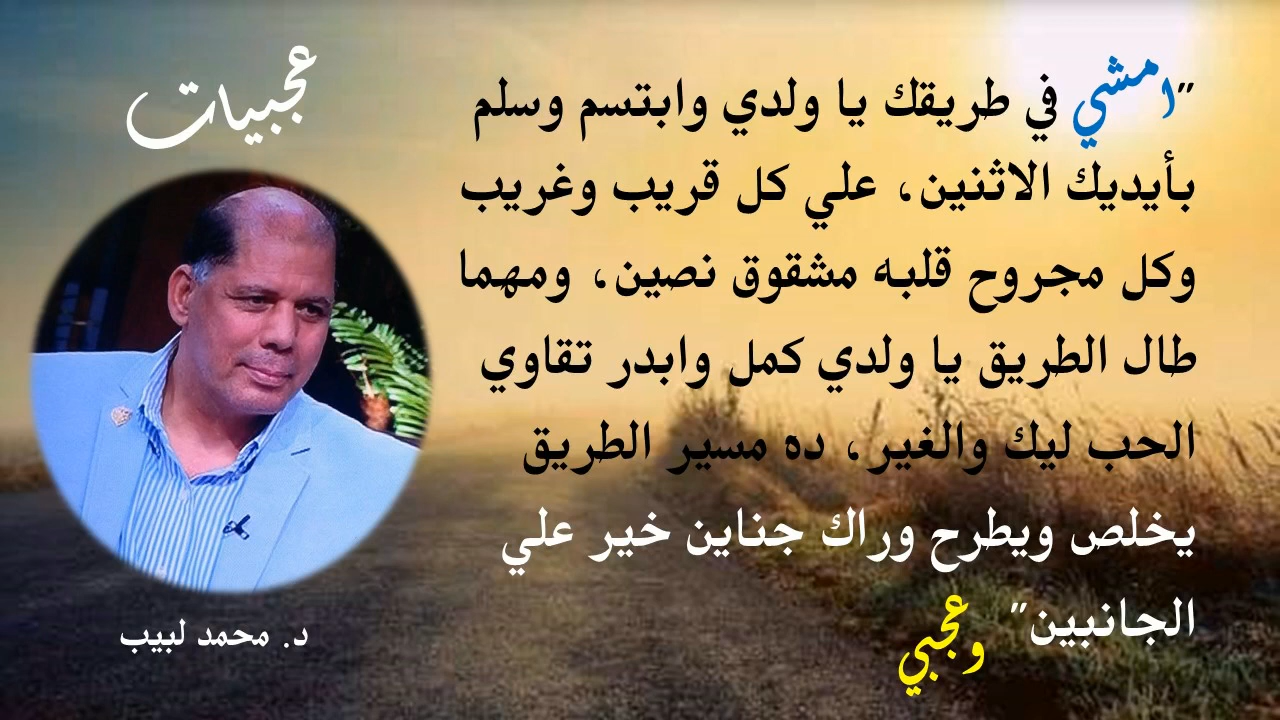 عجبيات
"امشي في طريقك يا ولدي وابتسم وسلم
بأيديك الاثنين، علي كل قريب وغريب
وكل مجروح قلبه مشقوق نصين، ومهما
طال الطريق يا ولدي كمل وابدر تقاوي
الحب ليك والغير، ده مسير الطريق
يخلص ويطرح وراك جناين خير علي
الجانبين"
وعجبي
د. محمد لبيب